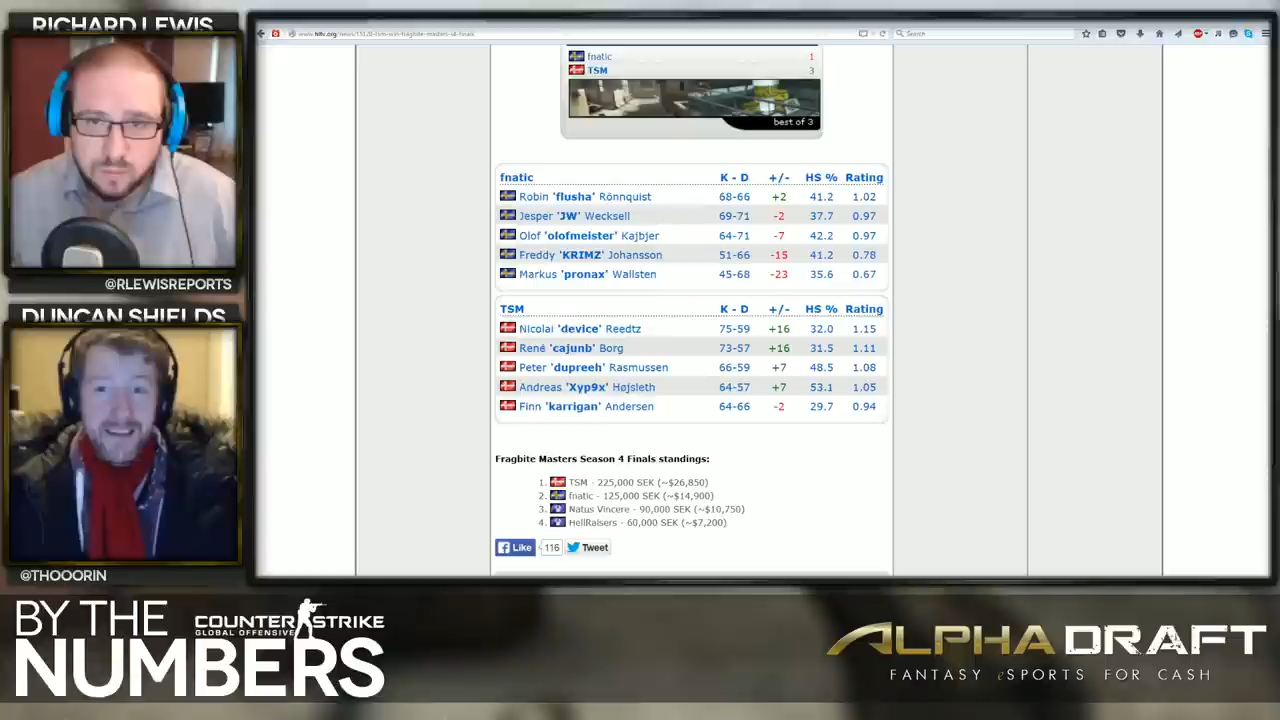 RICHARD LEWIS
@RLEWISREPORTS
DUNCAN SHIELDS
@THOOORIN
Search
fnatic 1
TSM 3
best of 3
fnatic K - D +/- HS % Rating
Robin 'flusha' Rönnquist 68-66 +2 41.2 1.02
Jesper 'JW' Wecksell 69-71 -2 37.7 0.97
Olof 'olofmeister' Kajbjer 64-71 -7 42.2 0.97
Freddy 'KRIMZ' Johansson 51-66 -15 41.2 0.78
Markus 'pronax' Wallsten 45-68 -23 35.6 0.67
TSM K - D +/- HS % Rating
Nicolai 'device' Reedtz 75-59 +16 32.0 1.15
René 'cajunb' Borg 73-57 +16 31.5 1.11
Peter 'dupreeh' Rasmussen 66-59 +7 48.5 1.08
Andreas 'Xyp9x' Højsleth 64-57 +7 53.1 1.05
Finn 'karrigan' Andersen 64-66 -2 29.7 0.94
Fragbite Masters Season 4 Finals standings:
1. TSM - 225,000 SEK (~$26,850)
2. fnatic - 125,000 SEK (~$14,900)
3. Natus Vincere - 90,000 SEK (~$10,750)
4. HellRaisers - 60,000 SEK (~$7,200)
Like 116 Tweet
BY THE
NUMBERS
COUNTER STRIKE
GLOBAL OFFENSIVE
ALPHADRAFT
FANTASY eSPORTS FOR CASH